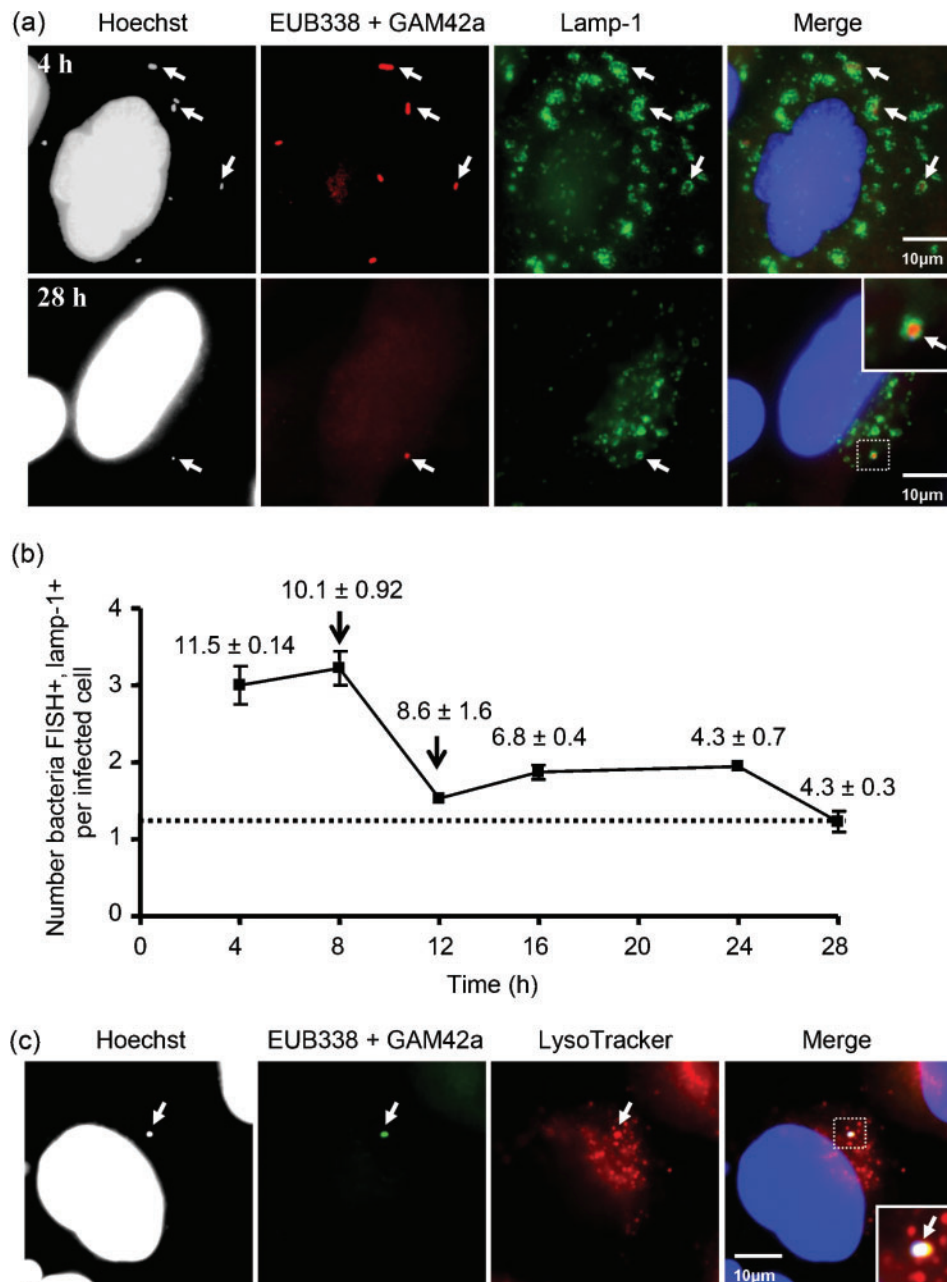 (a) Hoechst EUB338 + GAM42a Lamp-1 Merge
4 h
10µm
28 h
10µm
(b)
Number bacteria FISH+, lamp-1+
per infected cell
4
3
2
1
0
11.5 ± 0.14
10.1 ± 0.92
8.6 ± 1.6
6.8 ± 0.4
4.3 ± 0.7
4.3 ± 0.3
0 4 8 12 16 20 24 28
Time (h)
(c) Hoechst EUB338 + GAM42a LysoTracker Merge
10µm